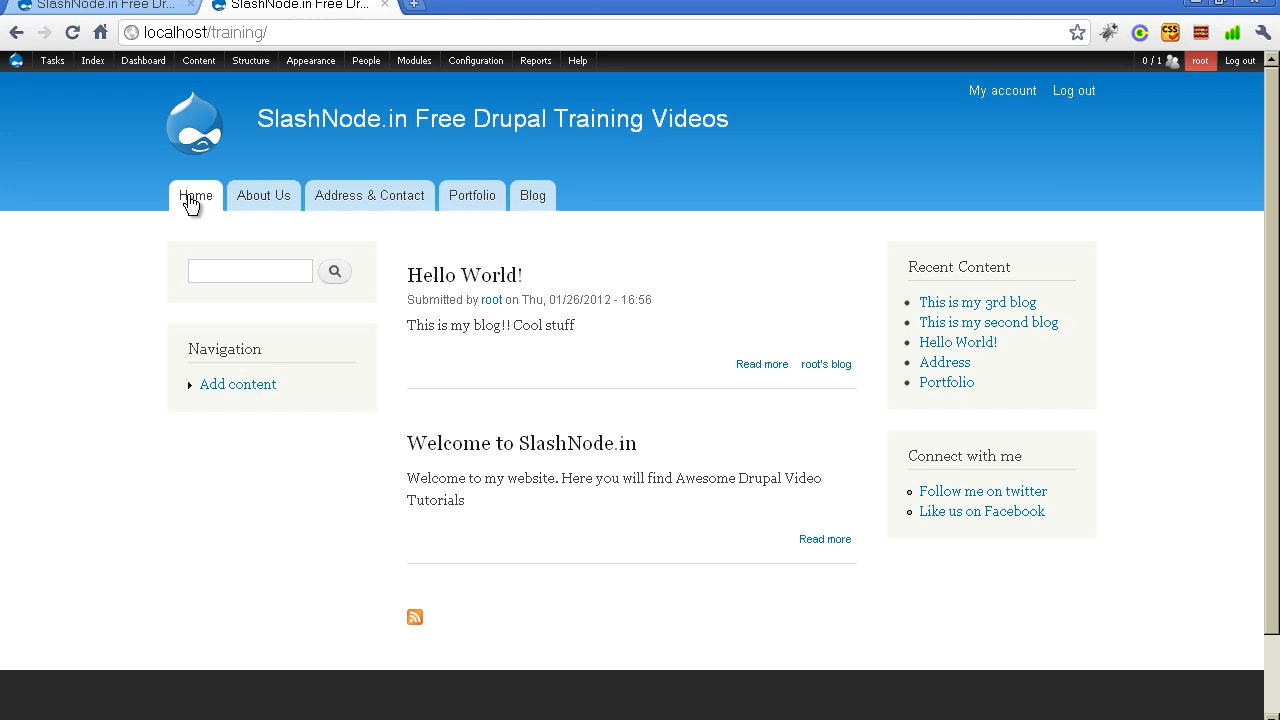 SlashNode.in Free Dr... SlashNode.in Free Dr...
localhost/training/
Tasks Index Dashboard Content Structure Appearance People Modules Configuration Reports Help 0 / 1 root Log out
My account Log out
SlashNode.in Free Drupal Training Videos
Home About Us Address & Contact Portfolio Blog
Navigation
Add content
Hello World!
Submitted by root on Thu, 01/26/2012 - 16:56
This is my blog!! Cool stuff
Read more root's blog
Welcome to SlashNode.in
Welcome to my website. Here you will find Awesome Drupal Video
Tutorials
Read more
Recent Content
This is my 3rd blog
This is my second blog
Hello World!
Address
Portfolio
Connect with me
Follow me on twitter
Like us on Facebook
CSS